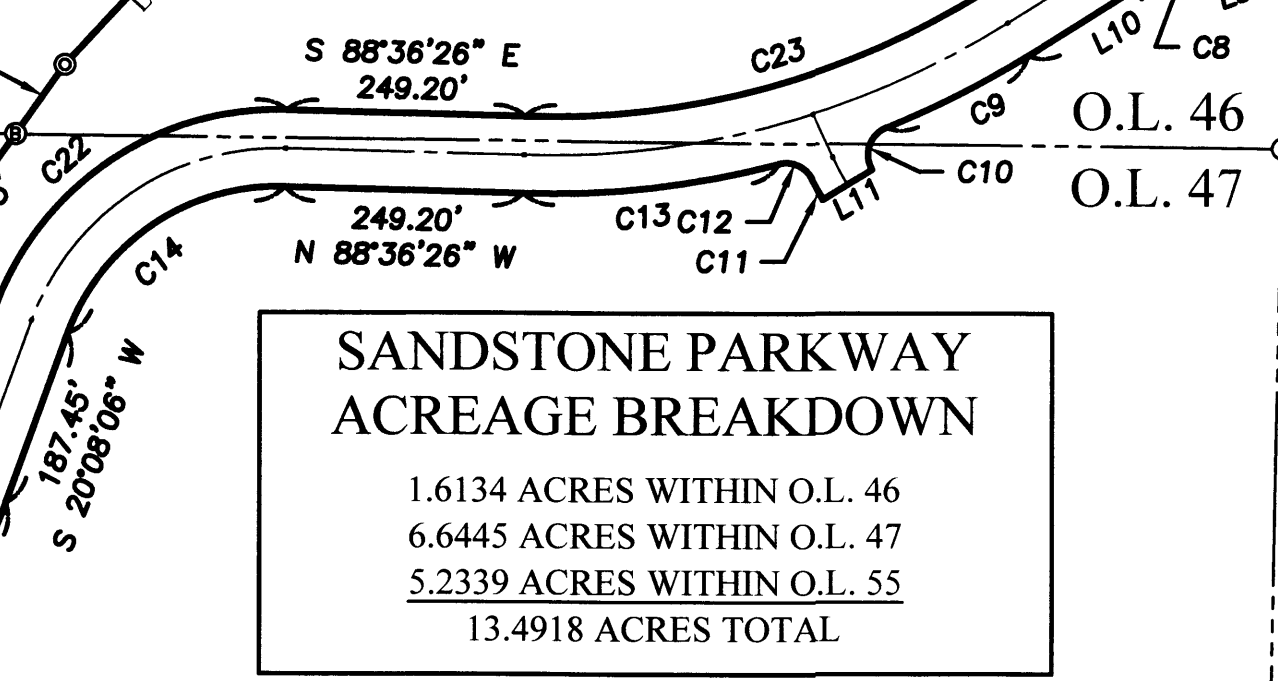 S 88°36'26" E
249.20'
C23
L10
C8
C9
O.L. 46
C22
C10
O.L. 47
249.20'
N 88°36'26" W
C13 C12
L11
C11
C14
187.45'
S 20°08'06" W
SANDSTONE PARKWAY
ACREAGE BREAKDOWN
1.6134 ACRES WITHIN O.L. 46
6.6445 ACRES WITHIN O.L. 47
5.2339 ACRES WITHIN O.L. 55
13.4918 ACRES TOTAL
B